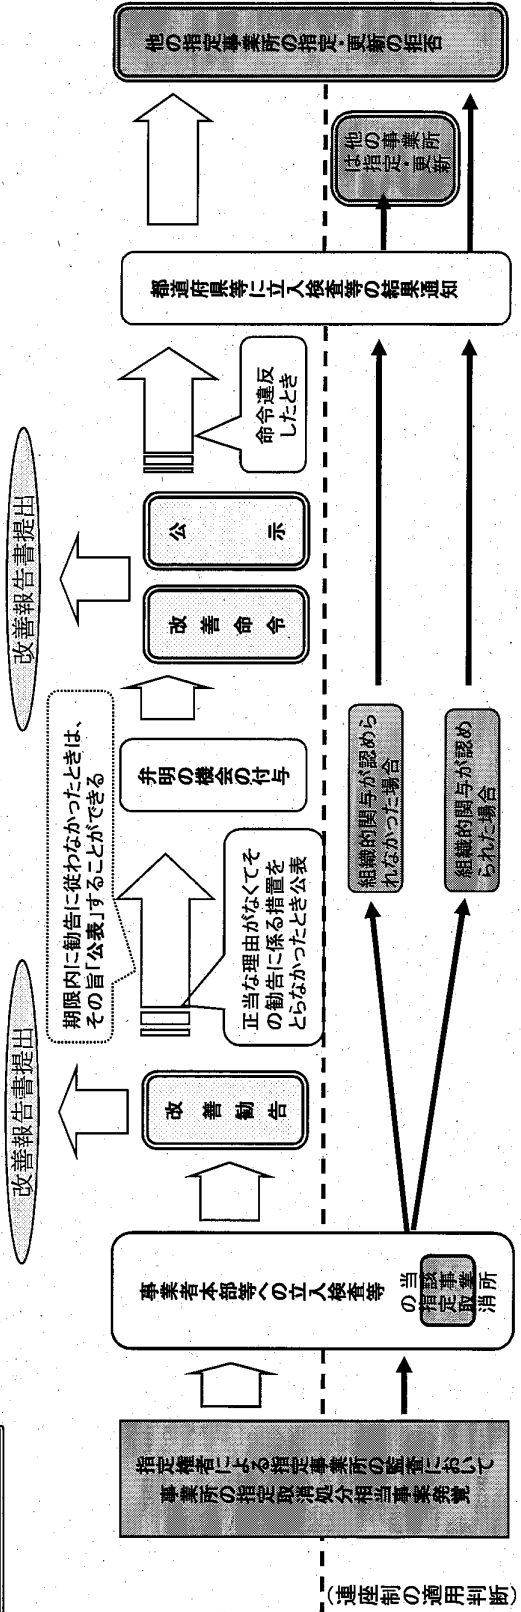 (連座制の適用判断)
指定権者による指定事業所の監査において
事業所の指定取消処分相当事案発覚
事業者本部等への立入検査等
当該事業所
の指定取消
改善勧告
改善報告書提出
期限内に勧告に従わなかったときは、
その旨「公表」することができる
正当な理由がなくてそ
の勧告に係る措置を
とらなかったとき公表
弁明の機会の付与
改善命令
公示
改善報告書提出
命令違反
したとき
都道府県等に立入検査等の結果通知
他の指定事業所の指定・更新の拒否
組織的関与が認めら
れなかった場合
組織的関与が認め
られた場合
他の事業所
は指定・更新